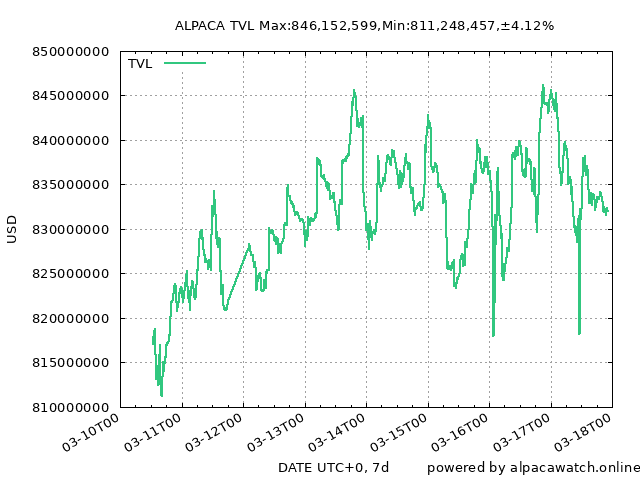 ALPACA TVL Max:846,152,599,Min:811,248,457,±4.12%
TVL
850000000
845000000
840000000
835000000
830000000
825000000
820000000
815000000
810000000
USD
03-10T00
03-11T00
03-12T00
03-13T00
03-14T00
03-15T00
03-16T00
03-17T00
03-18T00
DATE UTC+0, 7d
powered by alpacawatch.online